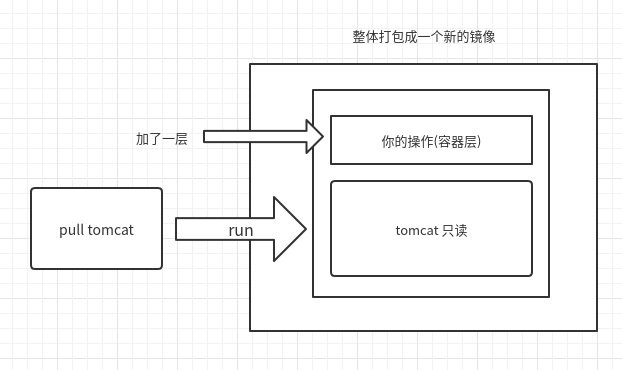 整体打包成一个新的镜像
加了一层
你的操作(容器层)
pull tomcat
run
tomcat 只读